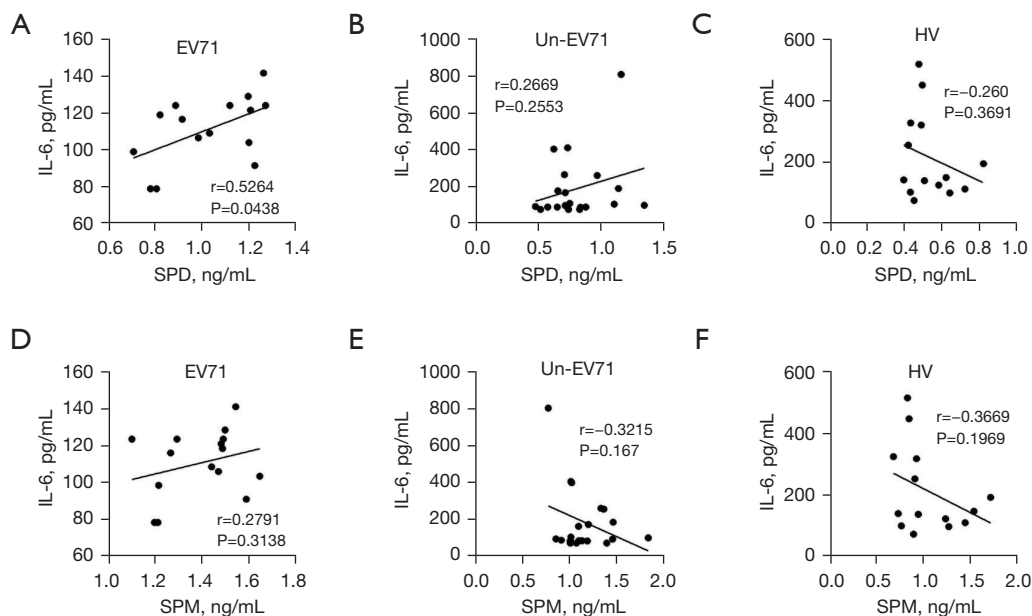 A
EV71
IL-6, pg/mL
160
140
120
100
80
60
0.6 0.8 1.0 1.2 1.4
SPD, ng/mL
r=0.5264
P=0.0438
B
Un-EV71
IL-6, pg/mL
1000
800
600
400
200
0
0.0 0.5 1.0 1.5
SPD, ng/mL
r=0.2669
P=0.2553
C
HV
IL-6, pg/mL
600
400
200
0
0.0 0.2 0.4 0.6 0.8 1.0
SPD, ng/mL
r=−0.260
P=0.3691
D
EV71
IL-6, pg/mL
160
140
120
100
80
60
1.0 1.2 1.4 1.6 1.8
SPM, ng/mL
r=0.2791
P=0.3138
E
Un-EV71
IL-6, pg/mL
1000
800
600
400
200
0
0.0 0.5 1.0 1.5 2.0
SPM, ng/mL
r=−0.3215
P=0.167
F
HV
IL-6, pg/mL
600
400
200
0
0.0 0.5 1.0 1.5 2.0
SPM, ng/mL
r=−0.3669
P=0.1969